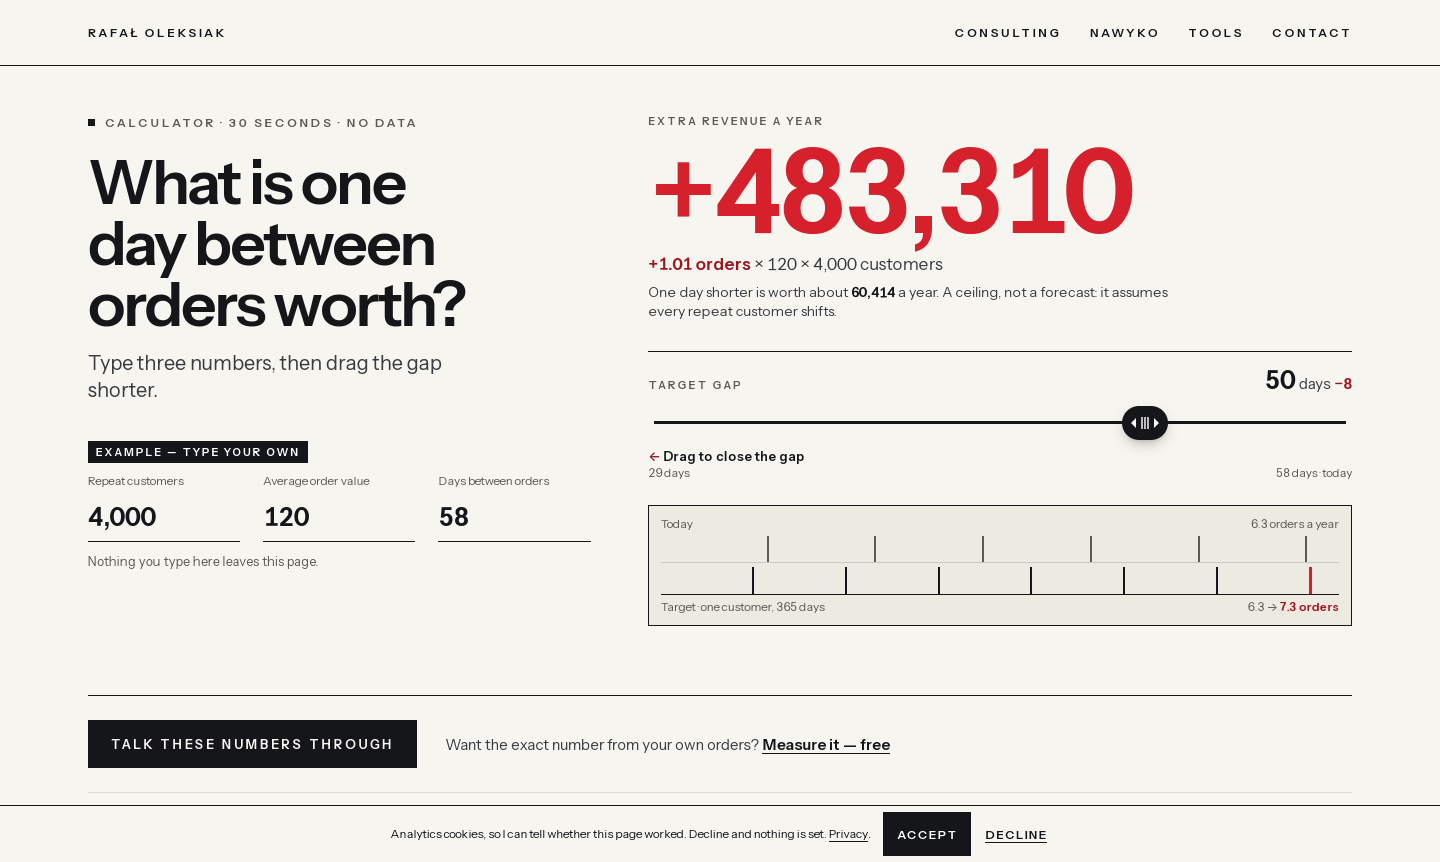 RAFAŁ OLEKSIAK
CONSULTING NAWYKO TOOLS CONTACT
CALCULATOR · 30 SECONDS · NO DATA
What is one
day between
orders worth?
Type three numbers, then drag the gap
shorter.
EXAMPLE — TYPE YOUR OWN
Repeat customers Average order value Days between orders
4,000 120 58
Nothing you type here leaves this page.
EXTRA REVENUE A YEAR
+483,310
+1.01 orders × 120 × 4,000 customers
One day shorter is worth about 60,414 a year. A ceiling, not a forecast: it assumes
every repeat customer shifts.
TARGET GAP 50 days −8
← Drag to close the gap
29 days 58 days · today
Today 6.3 orders a year
Target · one customer, 365 days 6.3 → 7.3 orders
TALK THESE NUMBERS THROUGH Want the exact number from your own orders? Measure it — free
Analytics cookies, so I can tell whether this page worked. Decline and nothing is set. Privacy. ACCEPT DECLINE